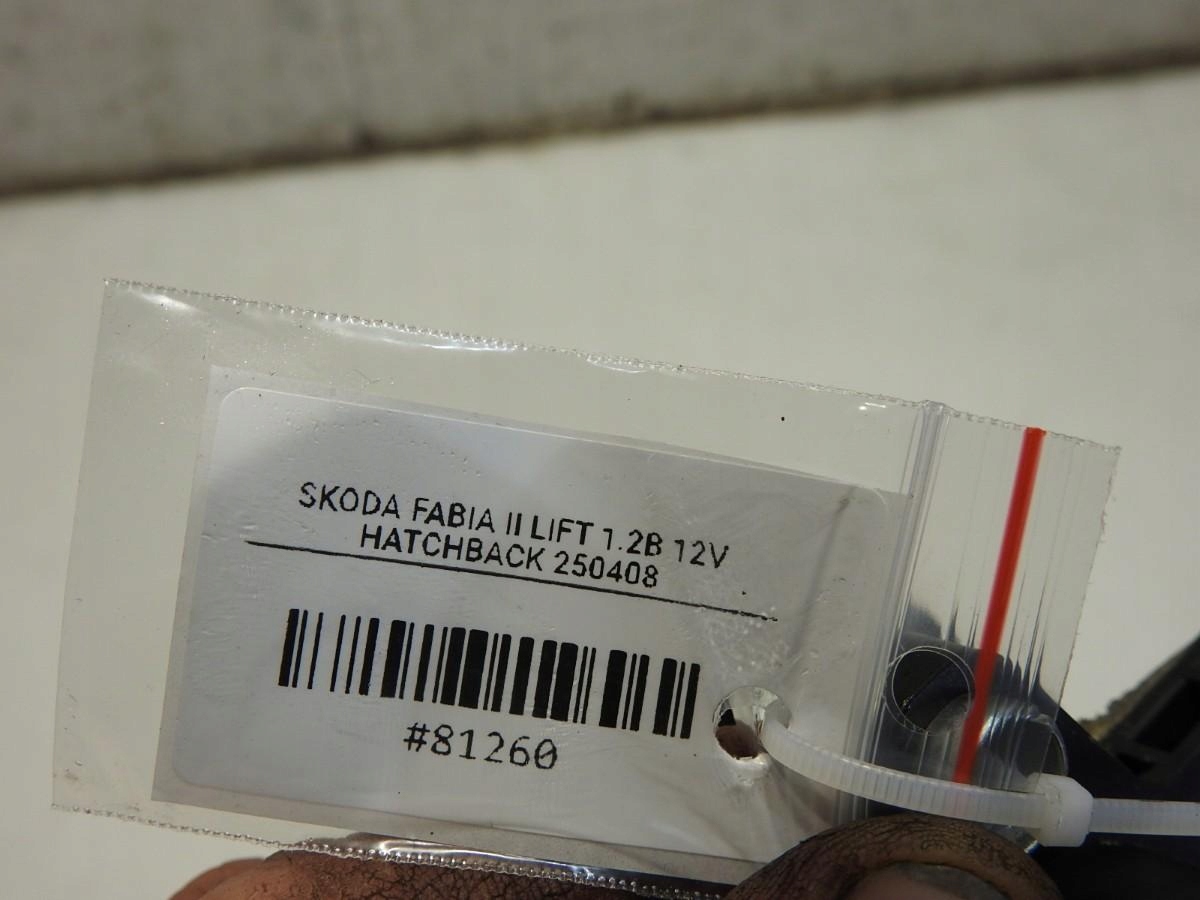 SKODA FABIA II LIFT 1.2B 12V
HATCHBACK 250408
#81260